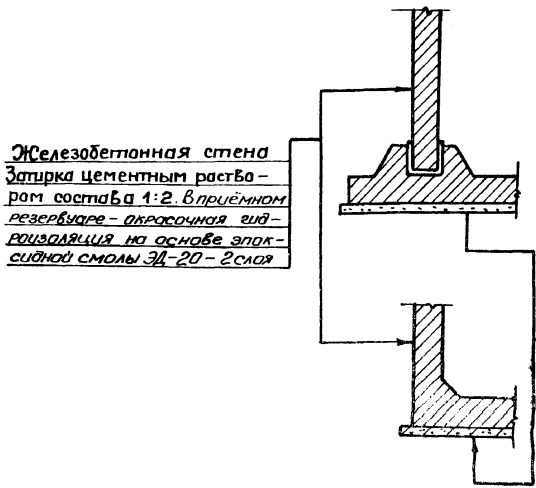 Железобетонная стена
Затирка цементным раство-
ром состава 1:2. В приёмном
резервуаре – окрасочная гид-
роизоляция на основе эпок-
сидной смолы ЭД-20 – 2 слоя